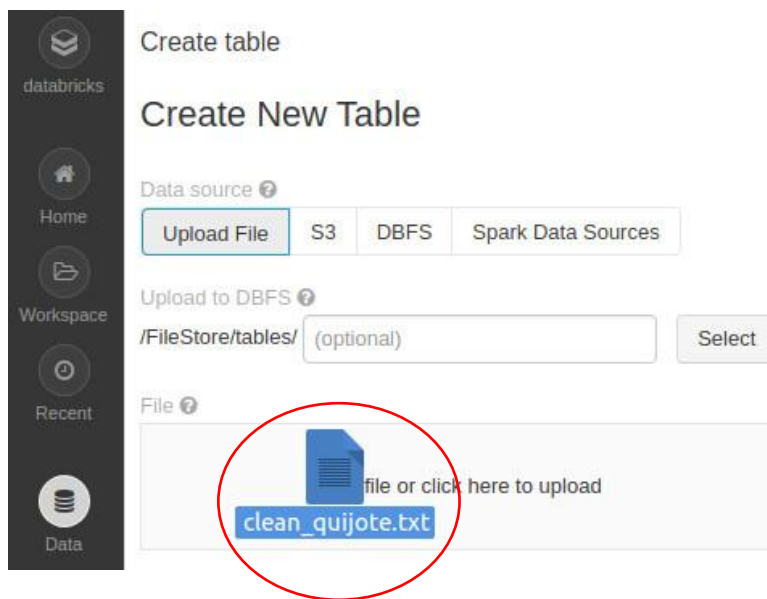 databricks
Home
Workspace
Recent
Data
Create table
Create New Table
Data source ?
Upload File S3 DBFS Spark Data Sources
Upload to DBFS ?
/FileStore/tables/ (optional) Select
File ?
file or click here to upload
clean_quijote.txt